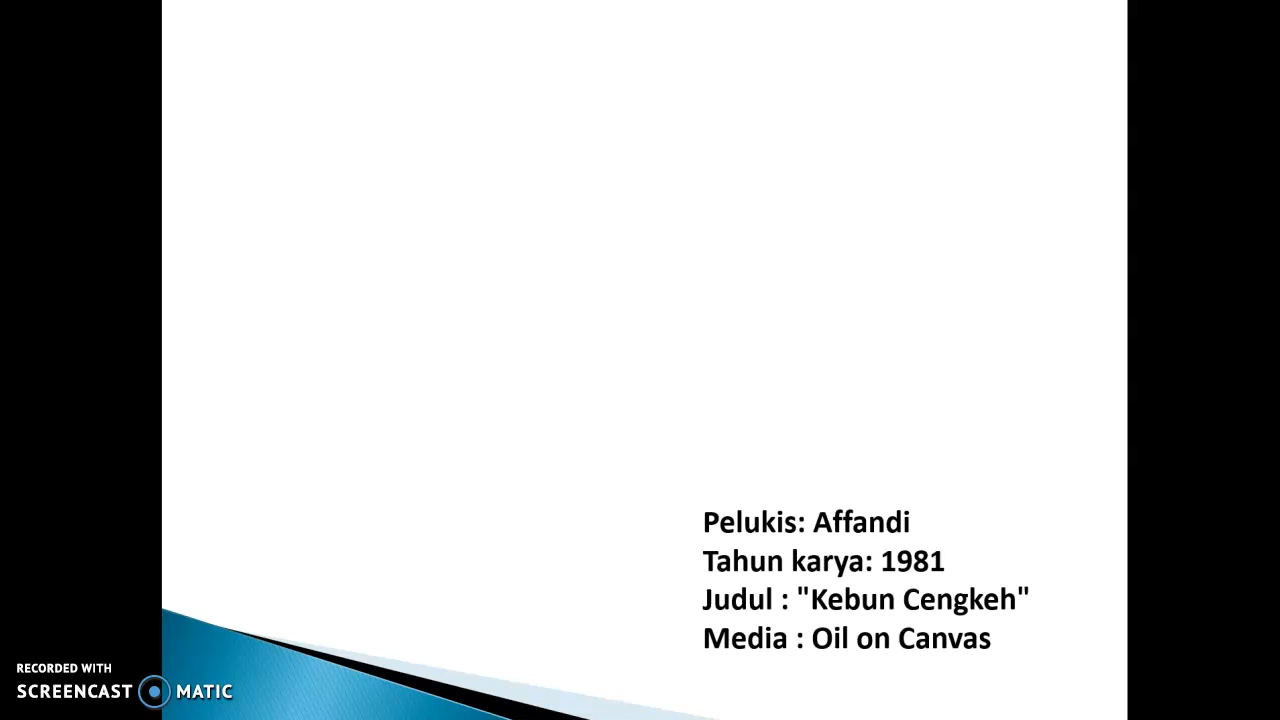 Pelukis: Affandi
Tahun karya: 1981
Judul : "Kebun Cengkeh"
Media : Oil on Canvas
RECORDED WITH
SCREENCAST MATIC